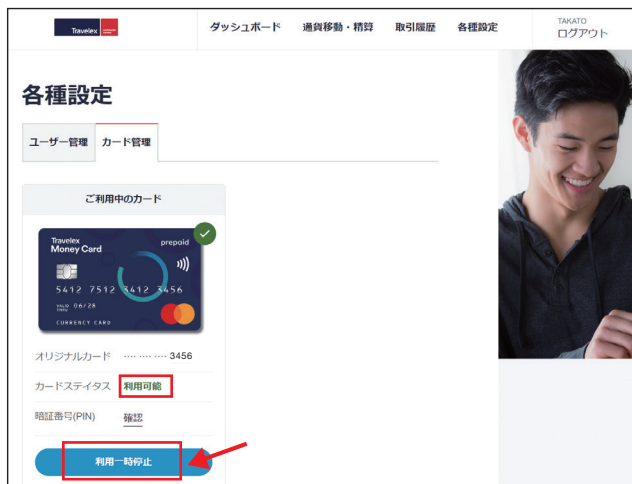 Travelex
ダッシュボード 通貨移動・精算 取引履歴 各種設定
TAKATO
ログアウト
各種設定
ユーザー管理 カード管理
ご利用中のカード
Travelex
Money Card
prepaid
5412 7512 3412 3456
VALID
THRU 06/28
CURRENCY CARD
オリジナルカード ···· ···· ···· 3456
カードステイタス 利用可能
暗証番号(PIN) 確認
利用一時停止